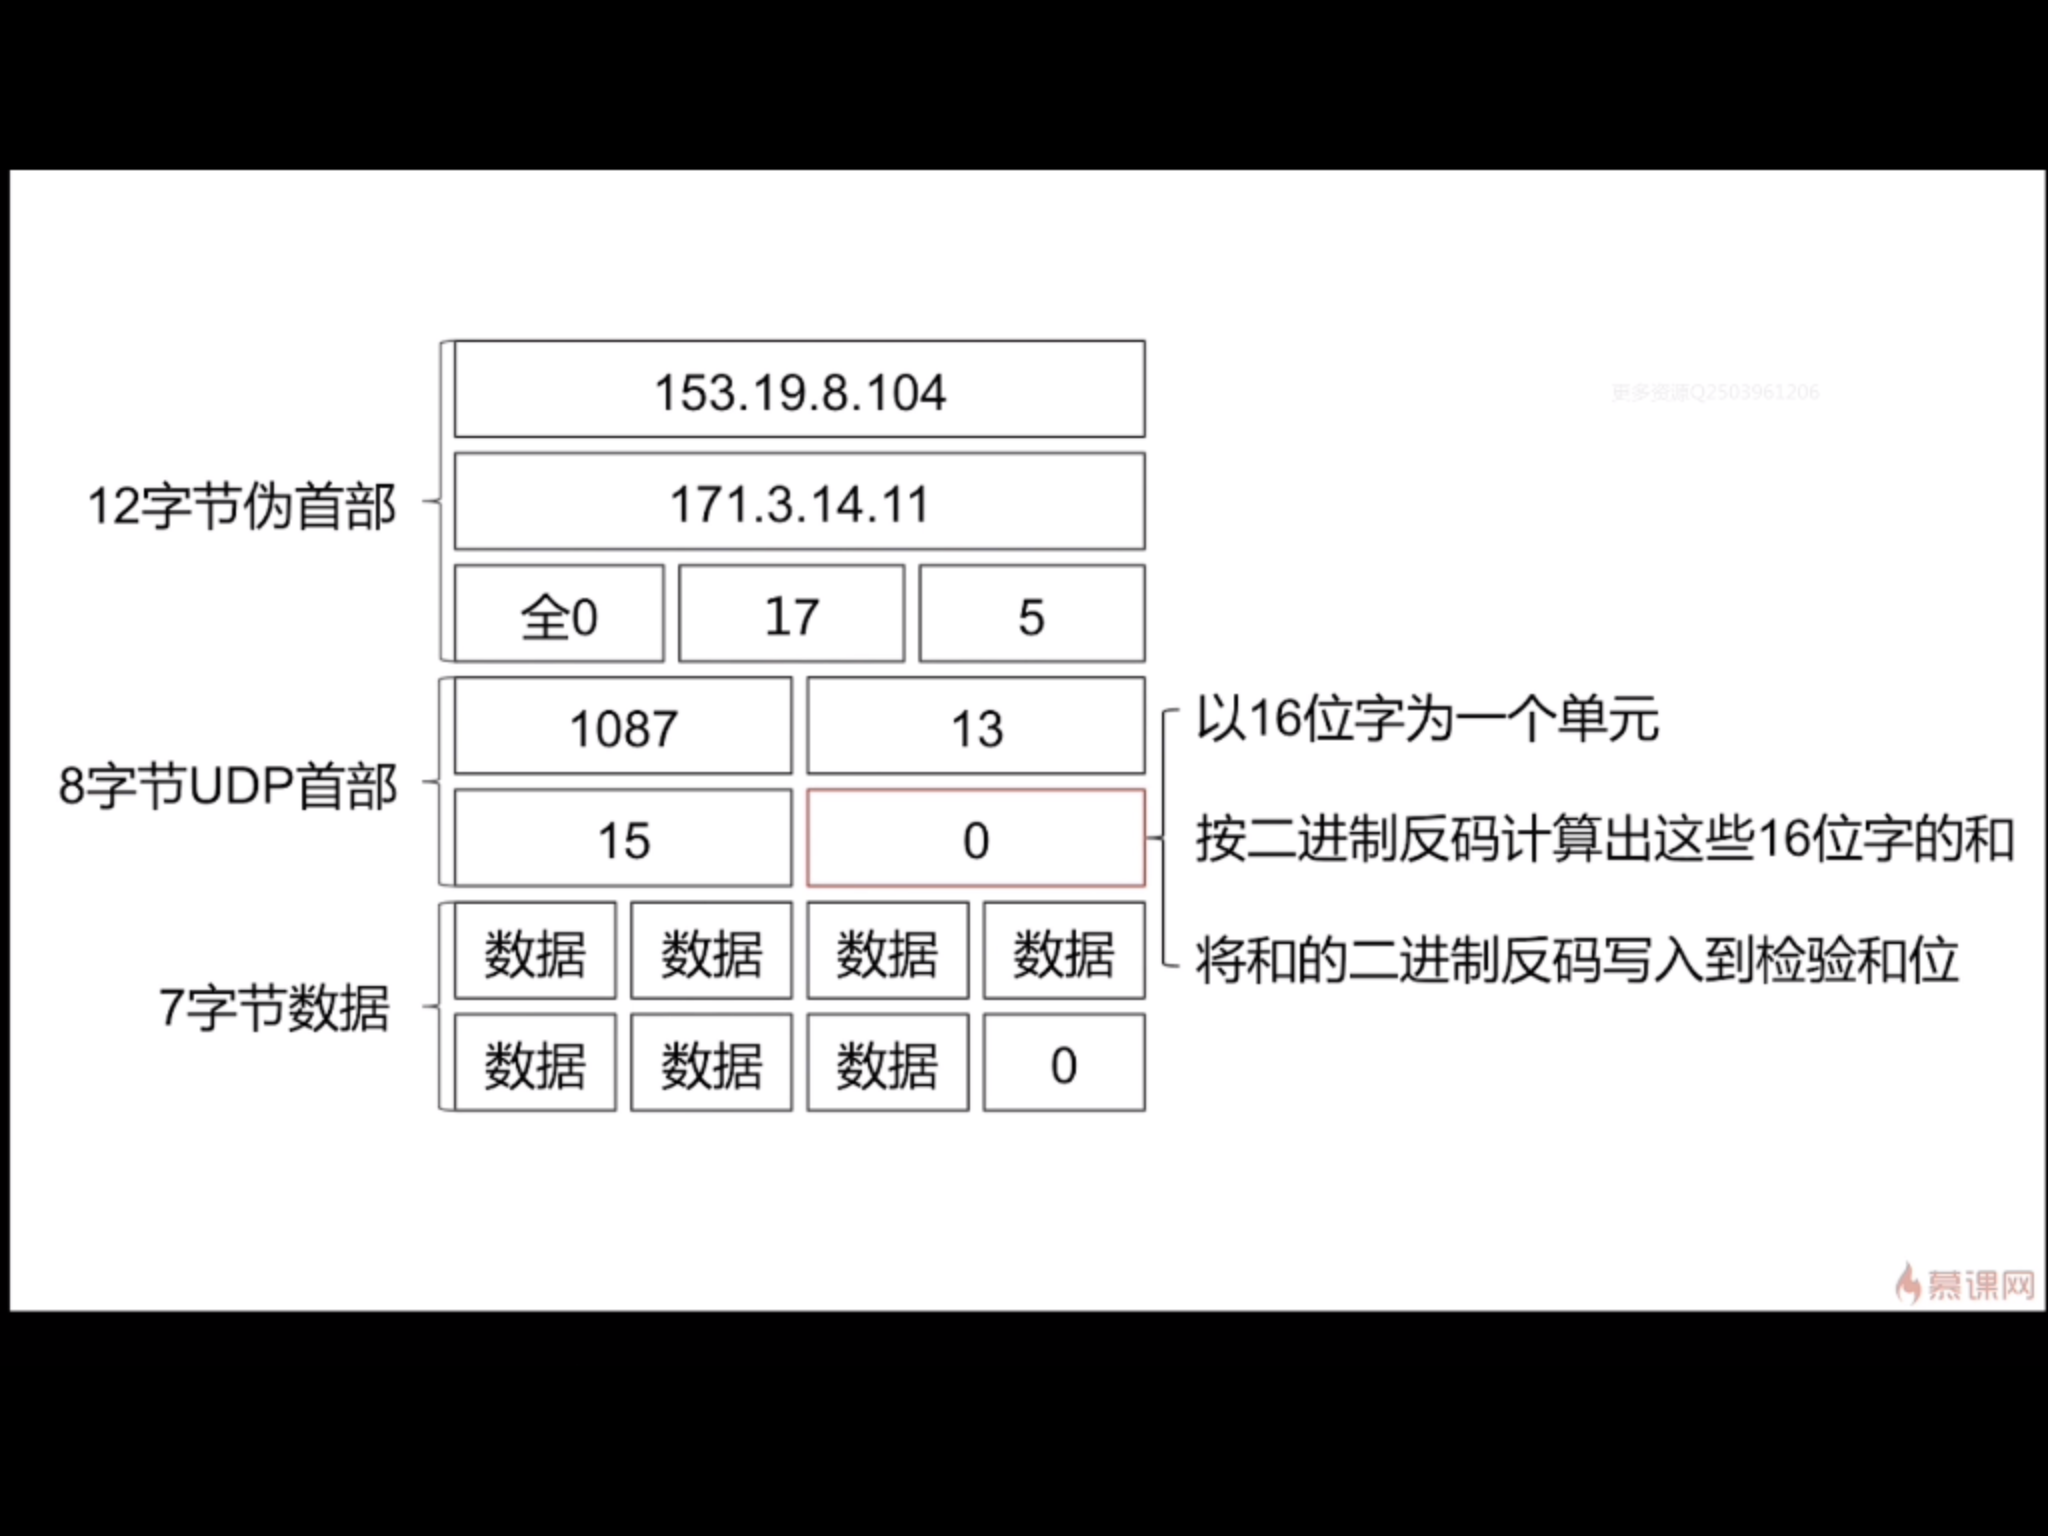 153.19.8.104
更多资源Q2503961206
171.3.14.11
12字节伪首部
全0 17 5
1087 13
以16位字为一个单元
8字节UDP首部
15 0
按二进制反码计算出这些16位字的和
数据 数据 数据 数据
将和的二进制反码写入到检验和位
7字节数据
数据 数据 数据 0
慕课网